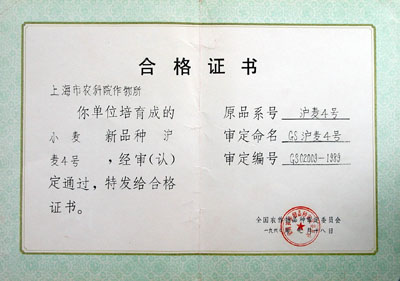 合格证书
上海市农科院作物所
你单位培育成的
小麦 新品种 沪
麦4号 ,经审(认)
定通过,特发给合格
证书。
原品系号 沪麦4号
审定命名 GS沪麦4号
审定编号 GS02003-1989
全国农作物品种审定委员会